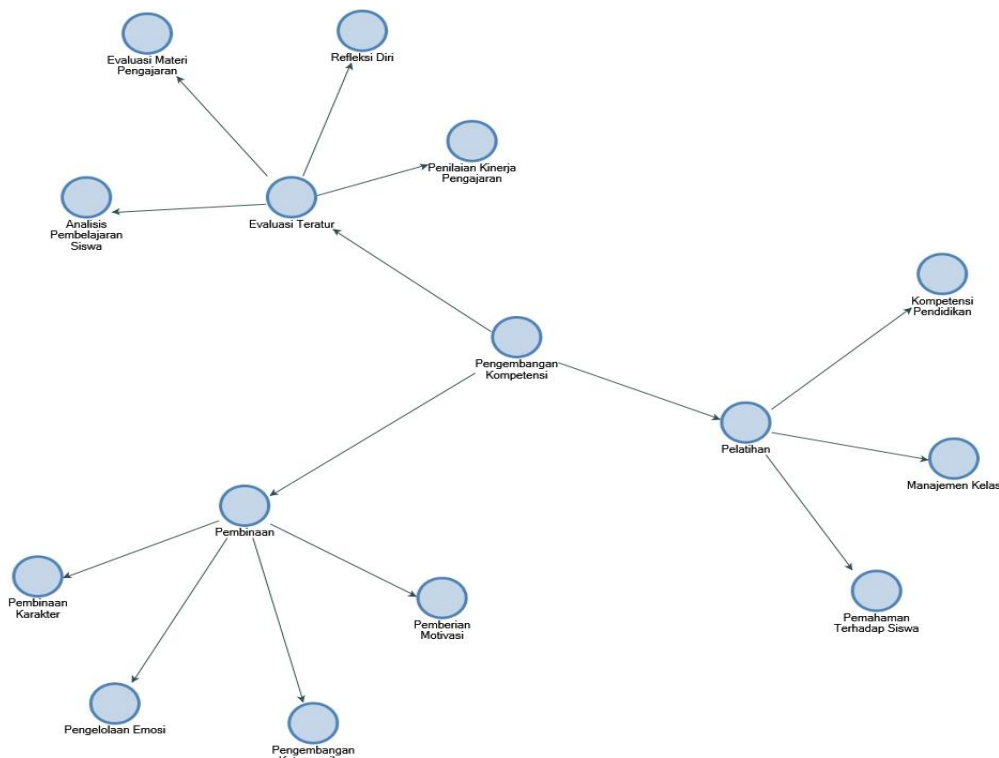 Evaluasi Materi
Pengajaran
Refleksi Diri
Penilaian Kinerja
Pengajaran
Analisis
Pembelajaran
Siswa
Evaluasi Teratur
Kompetensi
Pendidikan
Pengembangan
Kompetensi
Pelatihan
Manajemen Kelas
Pembinaan
Pembinaan
Karakter
Pemberian
Motivasi
Pemahaman
Terhadap Siswa
Pengelolaan Emosi
Pengembangan